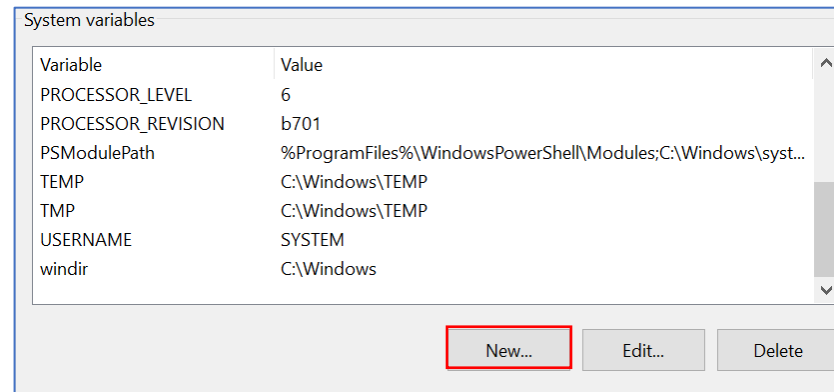 System variables
Variable Value
PROCESSOR_LEVEL 6
PROCESSOR_REVISION b701
PSModulePath %ProgramFiles%\WindowsPowerShell\Modules;C:\Windows\syst...
TEMP C:\Windows\TEMP
TMP C:\Windows\TEMP
USERNAME SYSTEM
windir C:\Windows
New... Edit... Delete